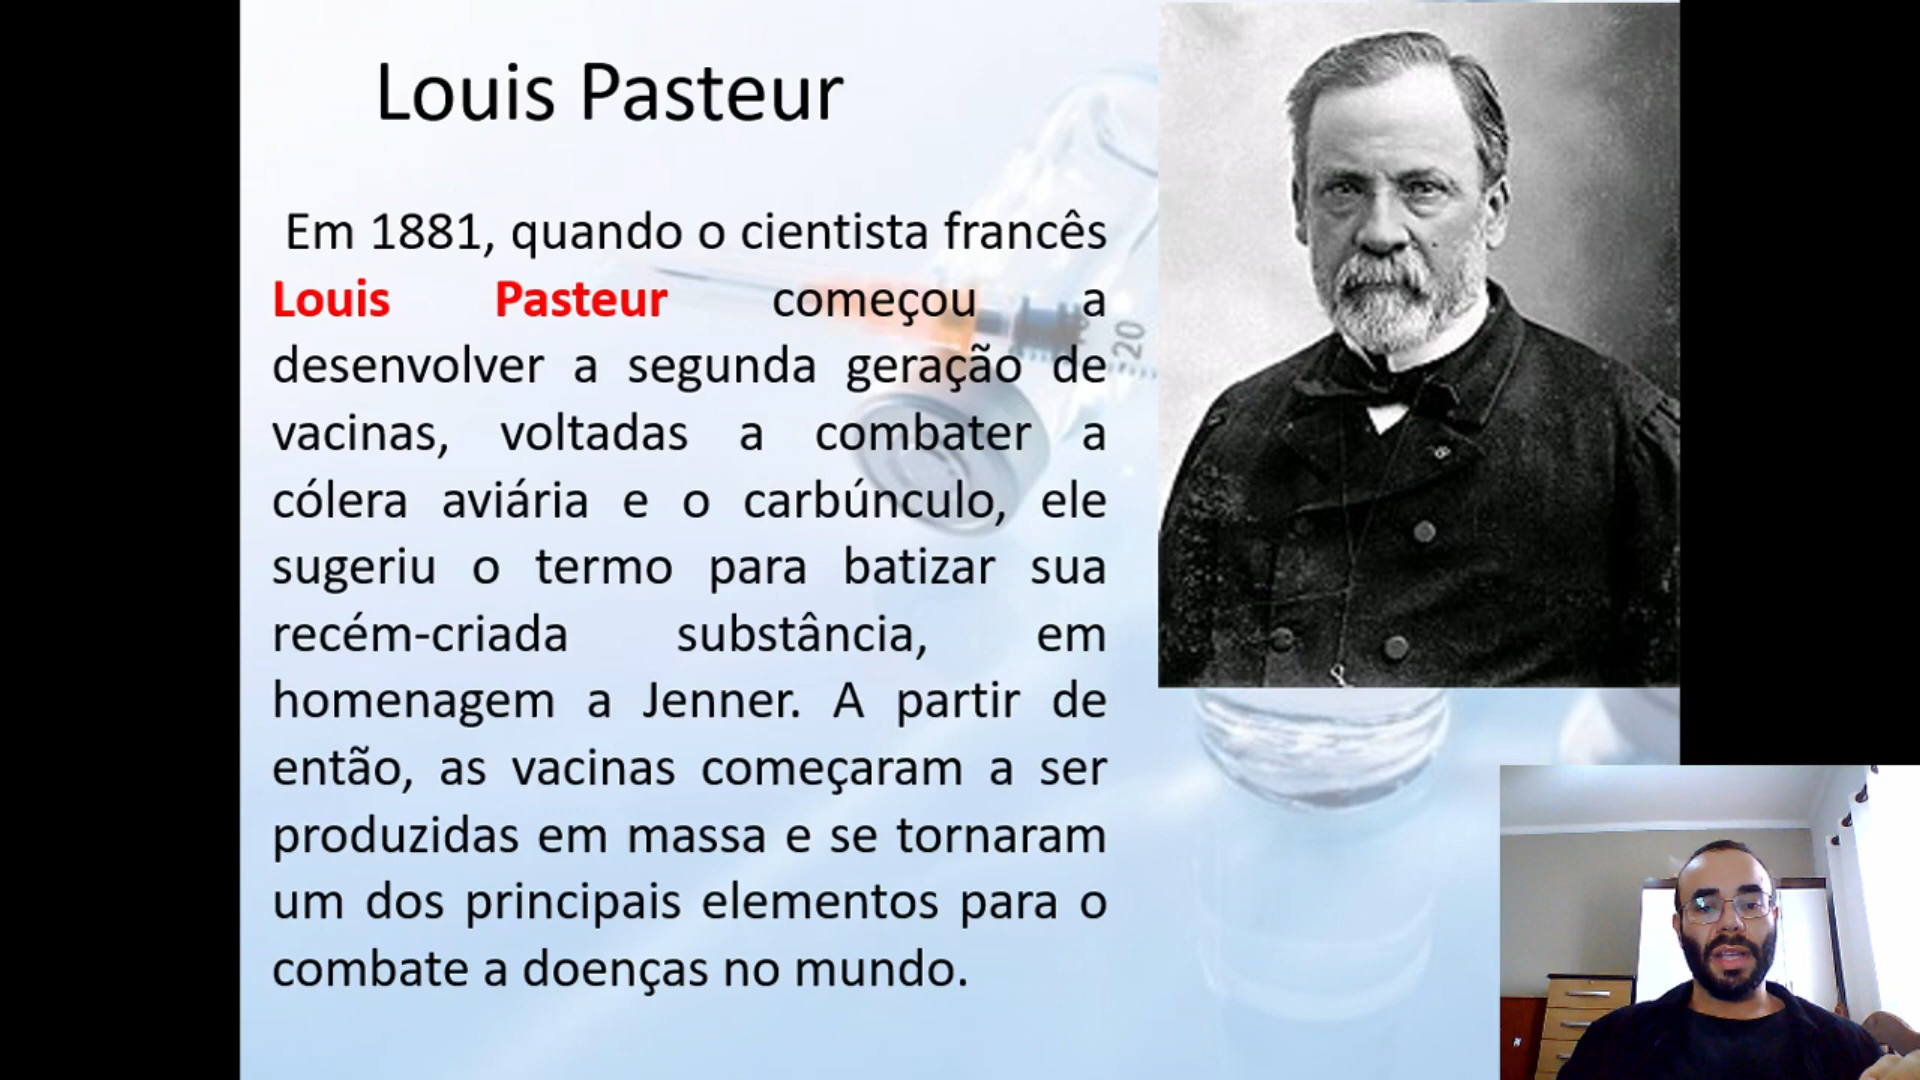 Louis Pasteur
Em 1881, quando o cientista francês
Louis Pasteur começou a
desenvolver a segunda geração de
vacinas, voltadas a combater a
cólera aviária e o carbúnculo, ele
sugeriu o termo para batizar sua
recém-criada substância, em
homenagem a Jenner. A partir de
então, as vacinas começaram a ser
produzidas em massa e se tornaram
um dos principais elementos para o
combate a doenças no mundo.
20